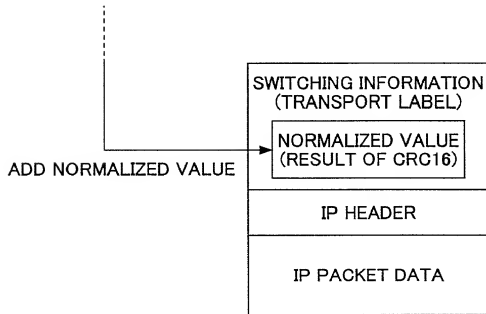 SWITCHING INFORMATION
(TRANSPORT LABEL)
NORMALIZED VALUE
(RESULT OF CRC16)
ADD NORMALIZED VALUE
IP HEADER
IP PACKET DATA